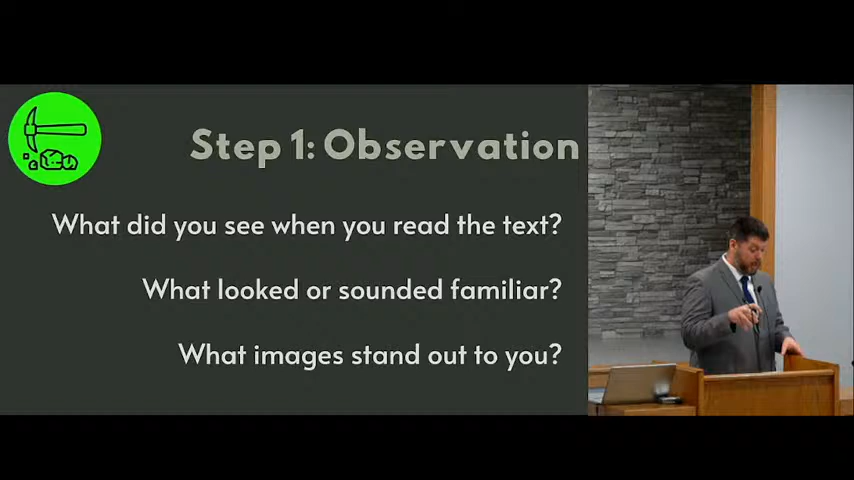 Step 1: Observation
What did you see when you read the text?
What looked or sounded familiar?
What images stand out to you?